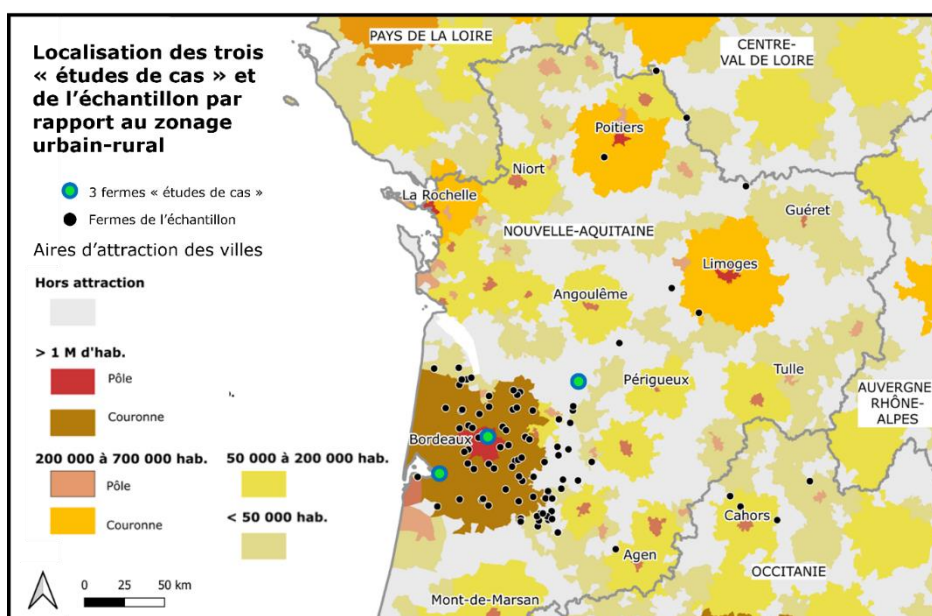 Localisation des trois
« études de cas » et
de l’échantillon par
rapport au zonage
urbain-rural
3 fermes « études de cas »
Fermes de l’échantillon
Aires d’attraction des villes
Hors attraction
> 1 M d'hab.
Pôle
Couronne
200 000 à 700 000 hab.
Pôle
Couronne
50 000 à 200 000 hab.
< 50 000 hab.
0 25 50 km
PAYS DE LA LOIRE
CENTRE-
VAL DE LOIRE
Poitiers
Niort
La Rochelle
Guéret
NOUVELLE-AQUITAINE
Limoges
Angoulême
Périgueux
Tulle
AUVERGNE
RHÔNE-
ALPES
Bordeaux
Cahors
Agen
OCCITANIE
Mont-de-Marsan